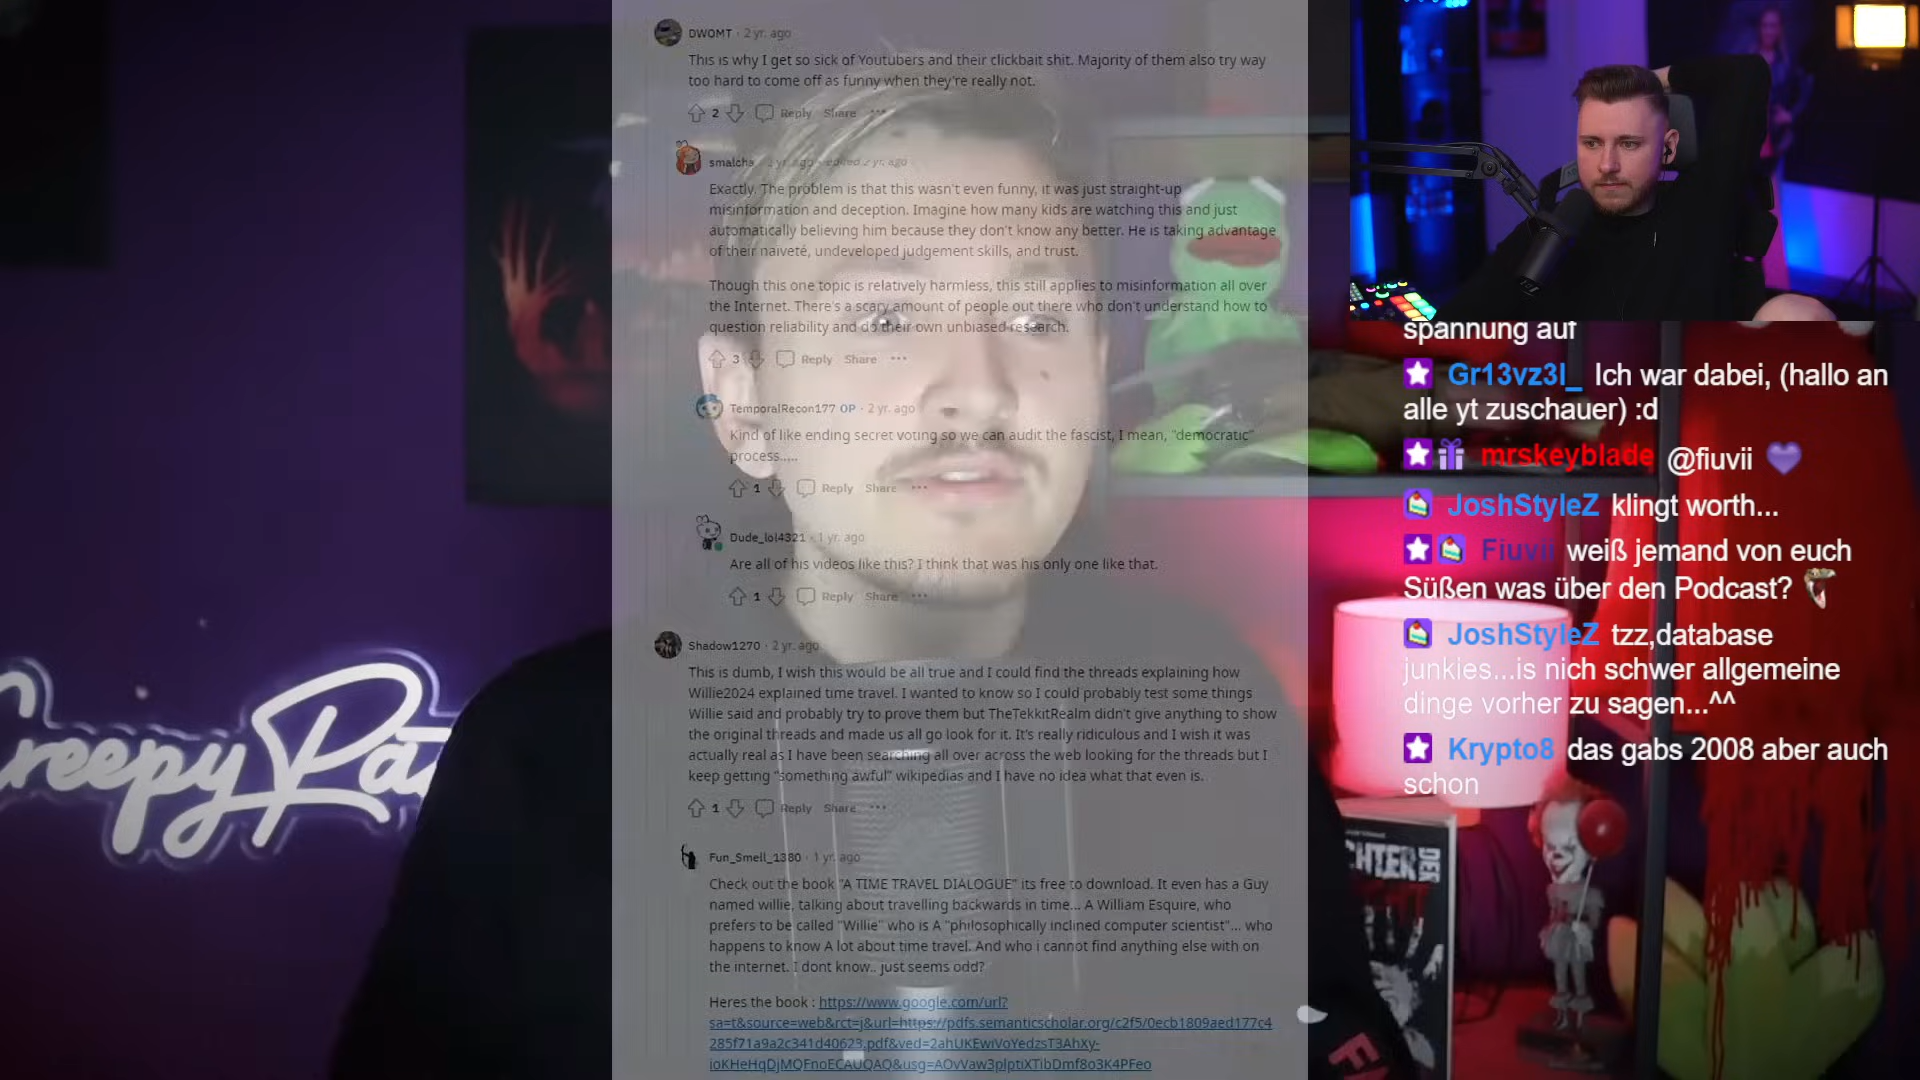 DWOMT · 2 yr. ago
This is why I get so sick of Youtubers and their clickbait shit. Majority of them also try way
too hard to come off as funny when they're really not.
2 Reply Share ···
smalcha · 2 yr. ago · edited 2 yr. ago
Exactly. The problem is that this wasn't even funny, it was just straight-up
misinformation and deception. Imagine how many kids are watching this and just
automatically believing him because they don't know any better. He is taking advantage
of their naiveté, undeveloped judgement skills, and trust.
Though this one topic is relatively harmless, this still applies to misinformation all over
the Internet. There's a scary amount of people out there who don't understand how to
question reliability and do their own unbiased research.
3 Reply Share ···
TemporalRecon177 OP · 2 yr. ago
Kind of like ending secret voting so we can audit the fascist, I mean, "democratic"
process.....
1 Reply Share ···
Dude_lol4321 · 1 yr. ago
Are all of his videos like this? I think that was his only one like that.
1 Reply Share ···
Shadow1270 · 2 yr. ago
This is dumb, I wish this would be all true and I could find the threads explaining how
Willie2024 explained time travel. I wanted to know so I could probably test some things
Willie said and probably try to prove them but TheTekkitRealm didn't give anything to show
the original threads and made us all go look for it. It's really ridiculous and I wish it was
actually real as I have been searching all over across the web looking for the threads but I
keep getting "something awful" wikipedias and I have no idea what that even is.
1 Reply Share ···
Fun_Smell_1380 · 1 yr. ago
Check out the book "A TIME TRAVEL DIALOGUE" its free to download. It even has a Guy
named willie, talking about travelling backwards in time... A William Esquire, who
prefers to be called "Willie" who is A "philosophically inclined computer scientist"... who
happens to know A lot about time travel. And who i cannot find anything else with on
the internet. I dont know.. just seems odd?
Heres the book : https://www.google.com/url?
sa=t&source=web&rct=j&url=https://pdfs.semanticscholar.org/c2f5/0ecb1809aed177c4
285f71a9a2c341d40623.pdf&ved=2ahUKEwiVoYedzsT3AhXy-
ioKHeHqDjMQFnoECAUQAQ&usg=AOvVaw3plptiXTibDmf8o3K4PFeo
spannung auf
Gr13vz3l_ Ich war dabei, (hallo an
alle yt zuschauer) :d
mrskeyblade @fiuvii
JoshStyleZ klingt worth...
Fiuvii weiß jemand von euch
Süßen was über den Podcast?
JoshStyleZ tzz,database
junkies...is nich schwer allgemeine
dinge vorher zu sagen...^^
Krypto8 das gabs 2008 aber auch
schon
Creepy Pa
DER